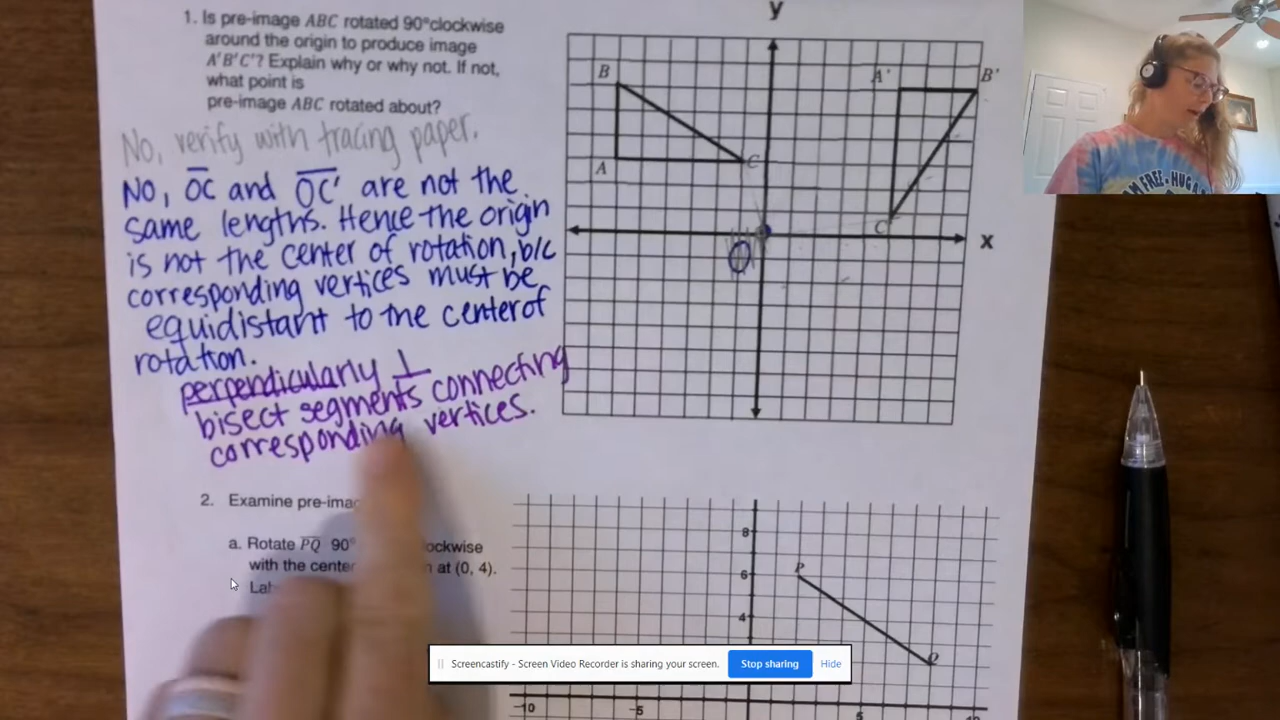 1. Is pre-image ABC rotated 90°clockwise
around the origin to produce image
A'B'C'? Explain why or why not. If not,
what point is
pre-image ABC rotated about?
No, verify with tracing paper.
No, OC and OC' are not the
same lengths. Hence the origin
is not the center of rotation, b/c
corresponding vertices must be
equidistant to the center of
rotation.
perpendicularly ⊥
bisect segments connecting
corresponding vertices.
y
B
A
C
A'
B'
C'
x
O
2. Examine pre-ima
a. Rotate PQ 90° ockwise
with the cente at (0, 4).
8
6
4
P
Q
-10
-5
5
10
AM FREE
HUG
Screencastify - Screen Video Recorder is sharing your screen.
Stop sharing
Hide